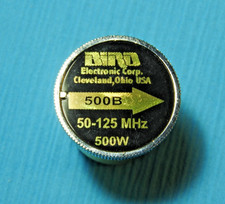 BIRD
Electronic Corp.
Cleveland,Ohio USA
500B
50-125 MHz
500W